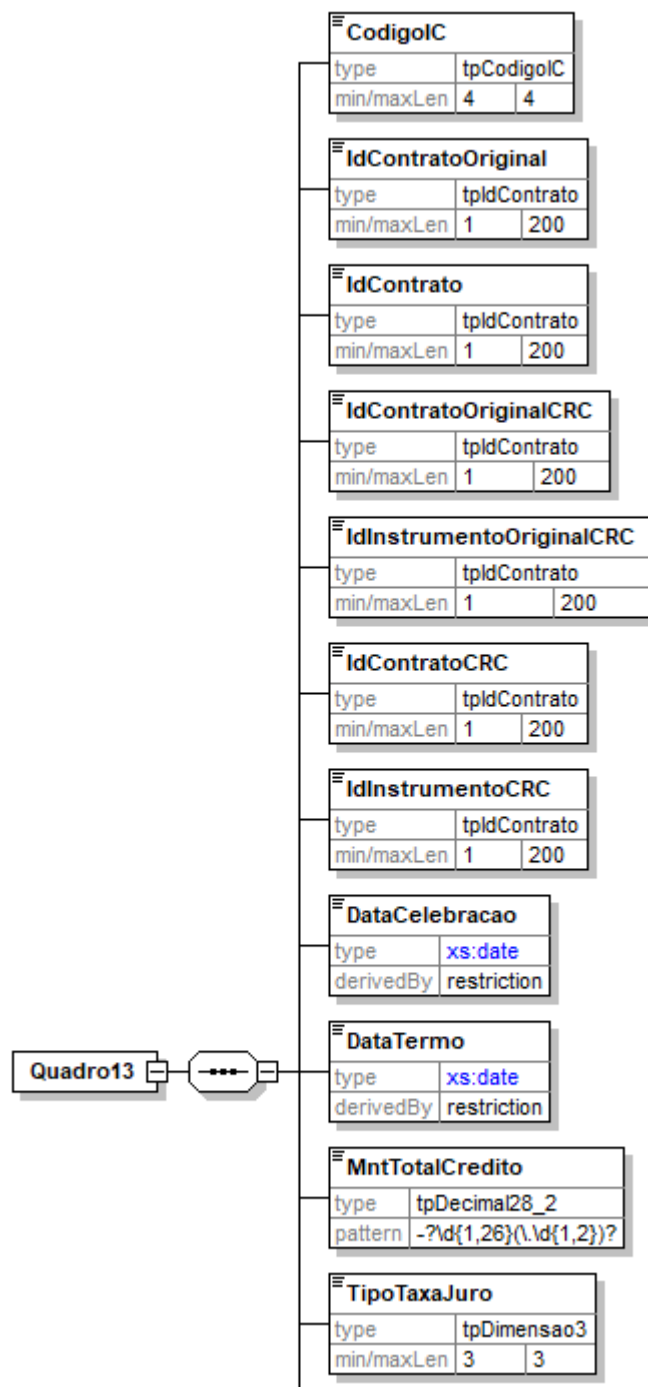 CodigoIC
type tpCodigoIC
min/maxLen 4 4
IdContratoOriginal
type tpIdContrato
min/maxLen 1 200
IdContrato
type tpIdContrato
min/maxLen 1 200
IdContratoOriginalCRC
type tpIdContrato
min/maxLen 1 200
IdInstrumentoOriginalCRC
type tpIdContrato
min/maxLen 1 200
IdContratoCRC
type tpIdContrato
min/maxLen 1 200
IdInstrumentoCRC
type tpIdContrato
min/maxLen 1 200
DataCelebracao
type xs:date
derivedBy restriction
Quadro13
DataTermo
type xs:date
derivedBy restriction
MntTotalCredito
type tpDecimal28_2
pattern -?\d{1,26}(\.\d{1,2})?
TipoTaxaJuro
type tpDimensao3
min/maxLen 3 3